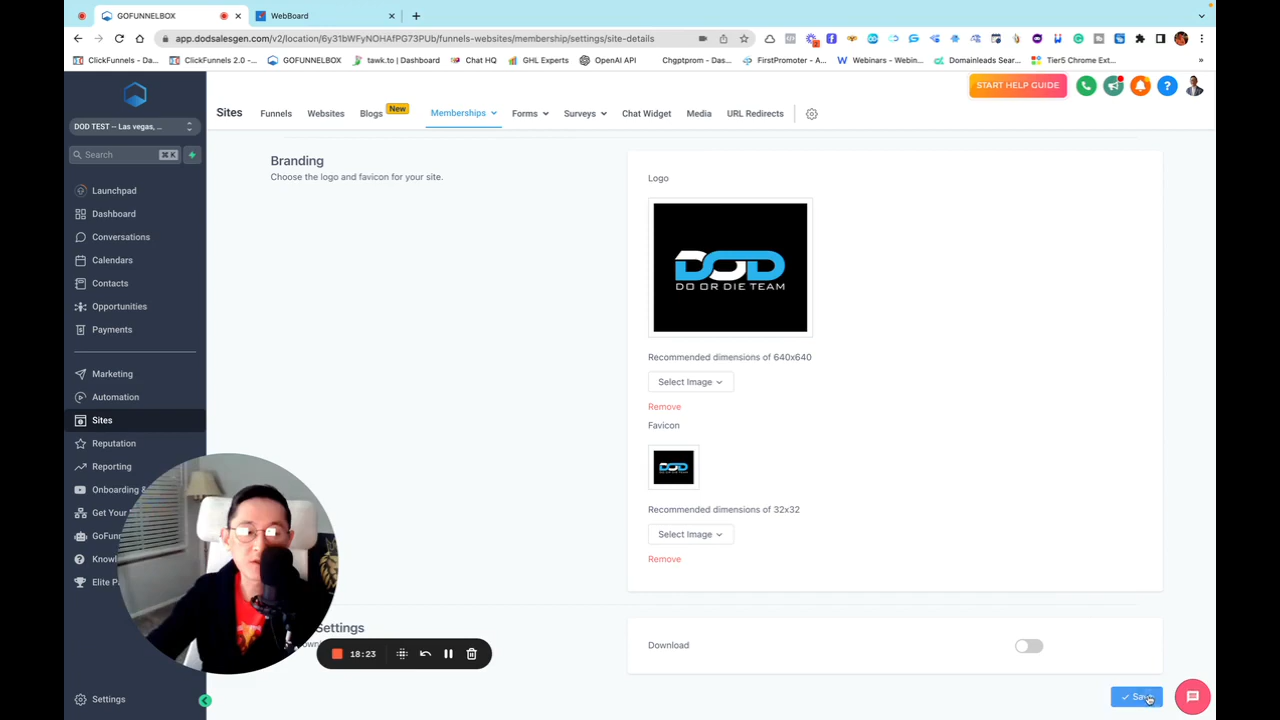 GOFUNNELBOX
WebBoard
app.dodsalesgen.com/v2/location/6y31bWFyNOHAfPG73PUb/funnels-websites/membership/settings/site-details
ClickFunnels - Da...
ClickFunnels 2.0 -...
GOFUNNELBOX
tawk.to | Dashboard
Chat HQ
GHL Experts
OpenAI API
Chgptprom - Das...
FirstPromoter - A...
Webinars - Webin...
Domainleads Sear...
Tier5 Chrome Ext...
START HELP GUIDE
Sites
Funnels
Websites
Blogs
New
Memberships
Forms
Surveys
Chat Widget
Media
URL Redirects
DOD TEST -- Las vegas, ...
Search
⌘K
Launchpad
Dashboard
Conversations
Calendars
Contacts
Opportunities
Payments
Marketing
Automation
Sites
Reputation
Reporting
Onboarding &
Get Your
GoFun
Knowl
Elite P
Settings
Branding
Choose the logo and favicon for your site.
Logo
DOD
DO OR DIE TEAM
Recommended dimensions of 640x640
Select Image
Remove
Favicon
DOD
Recommended dimensions of 32x32
Select Image
Remove
Settings
Download
18:23
Save